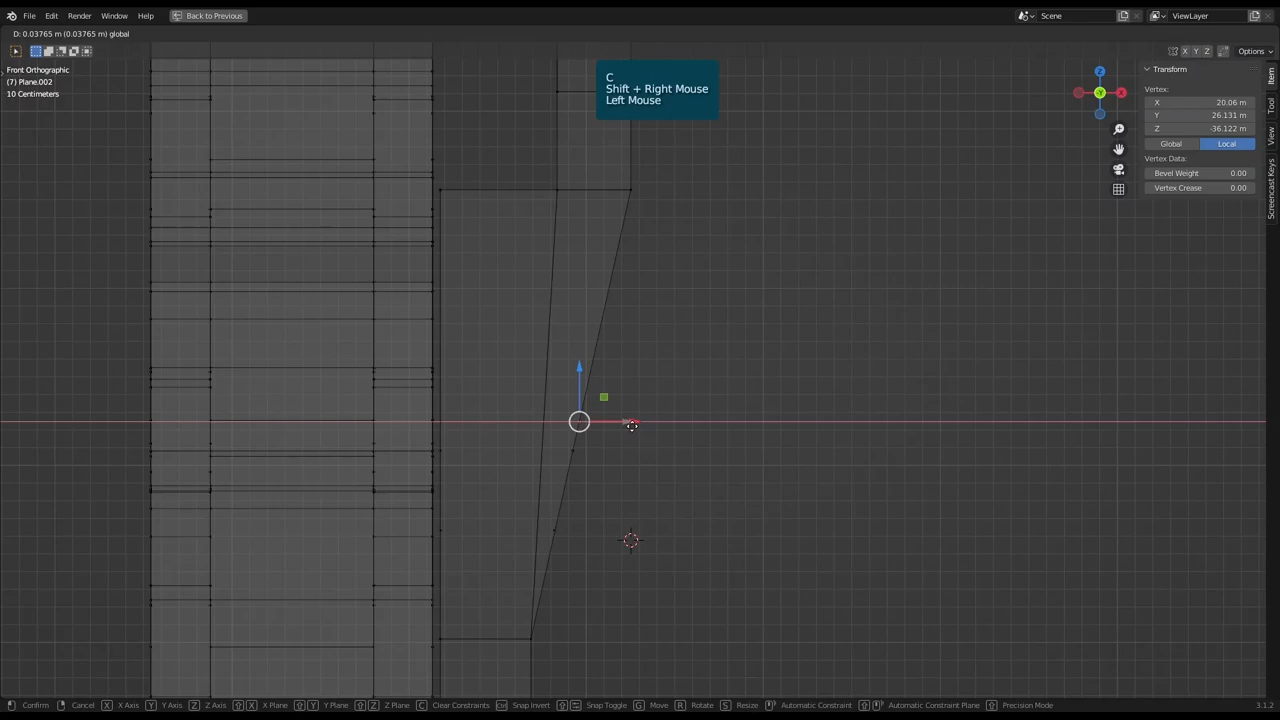 File Edit Render Window Help Back to Previous Scene ViewLayer
D: 0.03765 m (0.03765 m) global
X Y Z Options
Front Orthographic
(7) Plane.002
10 Centimeters
C
Shift + Right Mouse
Left Mouse
Z
Y
X
Transform
Vertex:
X 20.06 m
Y 26.131 m
Z -36.122 m
Global Local
Vertex Data:
Bevel Weight 0.00
Vertex Crease 0.00
Item
Tool
View
Screencast Keys
Confirm Cancel X X Axis Y Y Axis Z Z Axis X X Plane Y Y Plane Z Z Plane C Clear Constraints Snap Invert Snap Toggle G Move R Rotate S Resize Automatic Constraint Automatic Constraint Plane Precision Mode 3.1.2